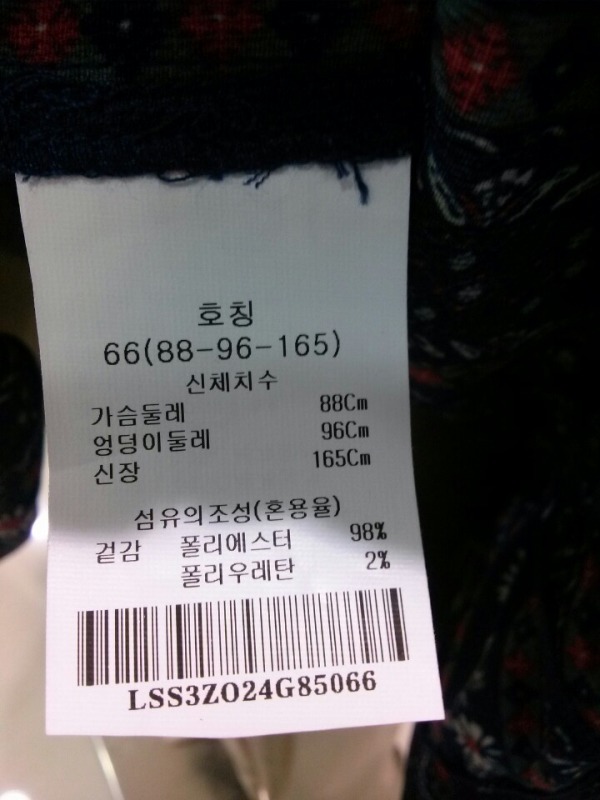 호칭
66(88-96-165)
신체치수
가슴둘레 88Cm
엉덩이둘레 96Cm
신장 165Cm
섬유의조성(혼용율)
겉감 폴리에스터 98%
폴리우레탄 2%
LSS3ZO24G85066